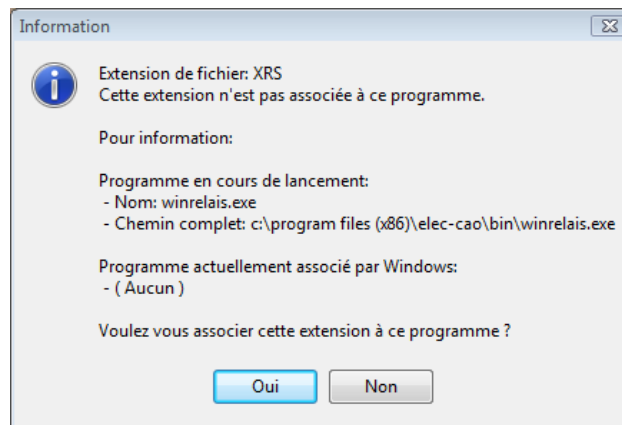 Information
Extension de fichier: XRS
Cette extension n'est pas associée à ce programme.
Pour information:
Programme en cours de lancement:
- Nom: winrelais.exe
- Chemin complet: c:\program files (x86)\elec-cao\bin\winrelais.exe
Programme actuellement associé par Windows:
- ( Aucun )
Voulez vous associer cette extension à ce programme ?
Oui
Non